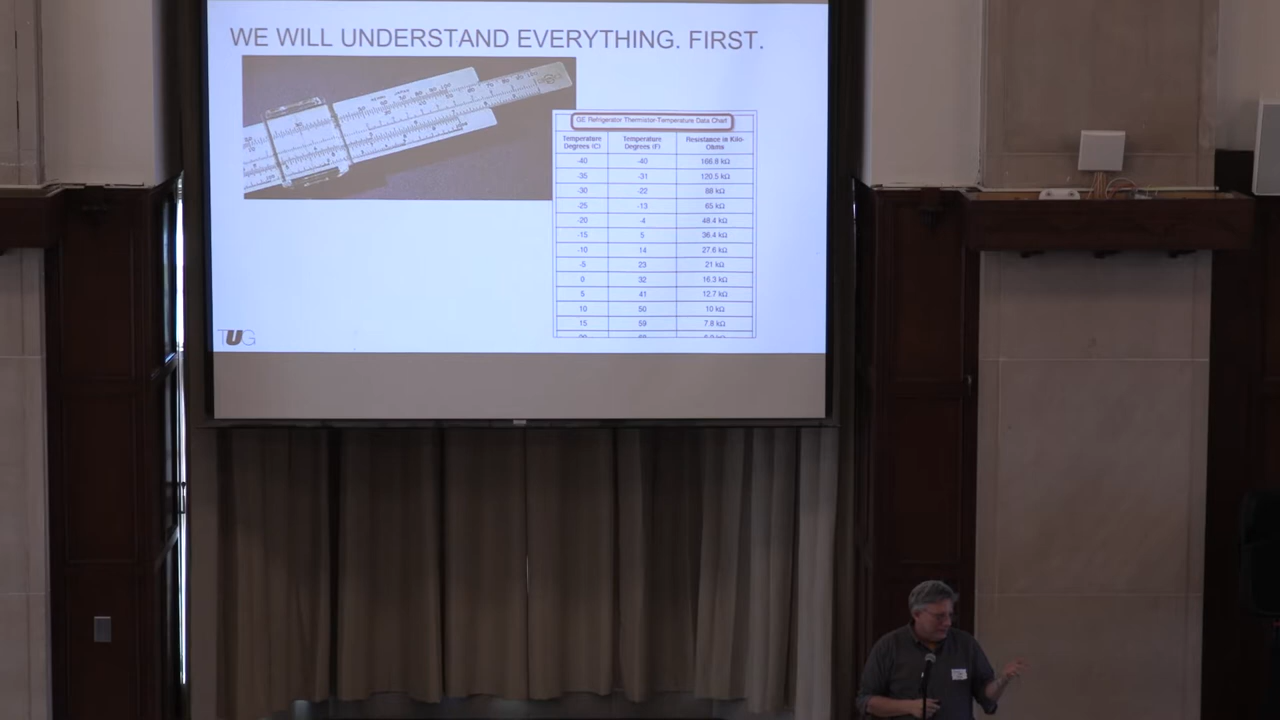 WE WILL UNDERSTAND EVERYTHING. FIRST.
GE Refrigerator Thermistor-Temperature Data Chart
Temperature Degrees (C) Temperature Degrees (F) Resistance in Kilo-Ohms
-40 -40 166.8 kΩ
-35 -31 120.5 kΩ
-30 -22 88 kΩ
-25 -13 65 kΩ
-20 -4 48.4 kΩ
-15 5 36.4 kΩ
-10 14 27.6 kΩ
-5 23 21 kΩ
0 32 16.3 kΩ
5 41 12.7 kΩ
10 50 10 kΩ
15 59 7.8 kΩ
TUG